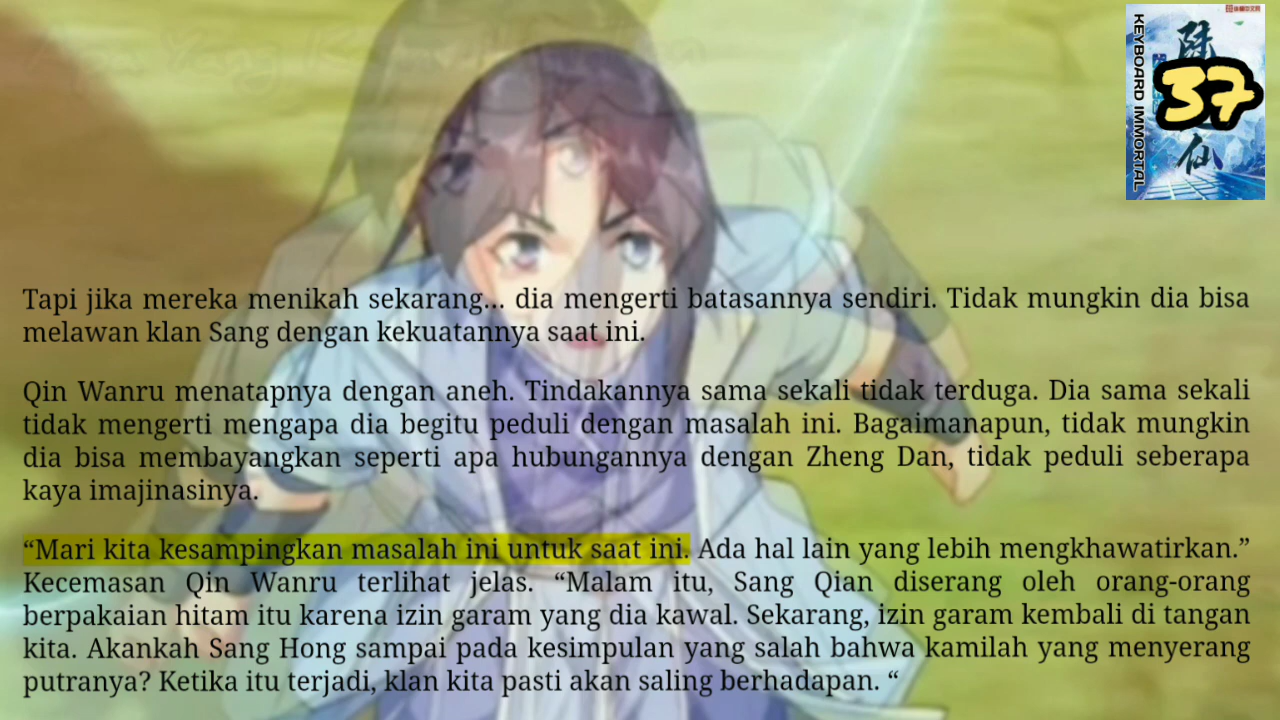 KEYBOARD IMMORTAL
37
仙
Tapi jika mereka menikah sekarang... dia mengerti batasannya sendiri. Tidak mungkin dia bisa
melawan klan Sang dengan kekuatannya saat ini.
Qin Wanru menatapnya dengan aneh. Tindakannya sama sekali tidak terduga. Dia sama sekali
tidak mengerti mengapa dia begitu peduli dengan masalah ini. Bagaimanapun, tidak mungkin
dia bisa membayangkan seperti apa hubungannya dengan Zheng Dan, tidak peduli seberapa
kaya imajinasinya.
“Mari kita kesampingkan masalah ini untuk saat ini. Ada hal lain yang lebih mengkhawatirkan.”
Kecemasan Qin Wanru terlihat jelas. “Malam itu, Sang Qian diserang oleh orang-orang
berpakaian hitam itu karena izin garam yang dia kawal. Sekarang, izin garam kembali di tangan
kita. Akankah Sang Hong sampai pada kesimpulan yang salah bahwa kamilah yang menyerang
putranya? Ketika itu terjadi, klan kita pasti akan saling berhadapan. “